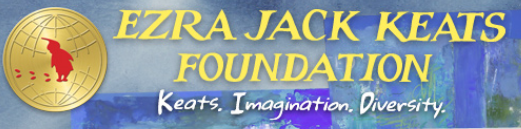 EZRA JACK KEATS
FOUNDATION
Keats. Imagination. Diversity.